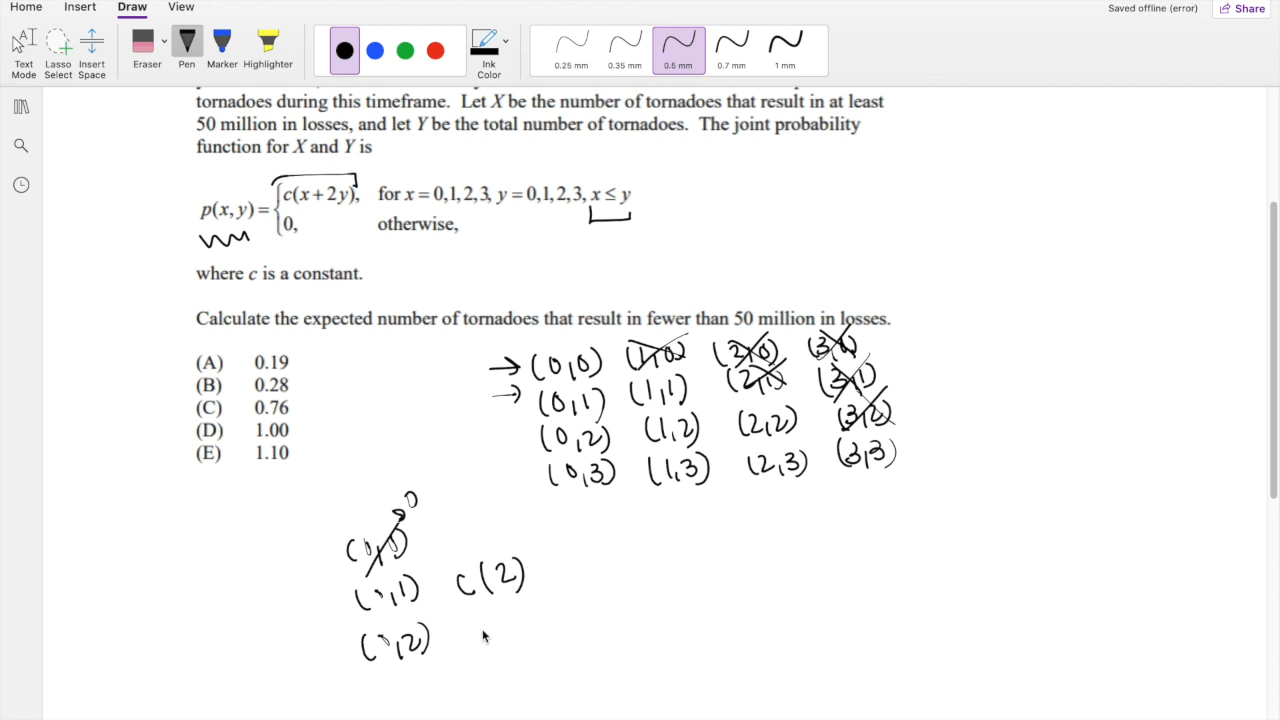 Home Insert Draw View Saved offline (error) Share
Text Mode Lasso Select Insert Space Eraser Pen Marker Highlighter Ink Color 0.25 mm 0.35 mm 0.5 mm 0.7 mm 1 mm
tornadoes during this timeframe. Let X be the number of tornadoes that result in at least
50 million in losses, and let Y be the total number of tornadoes. The joint probability
function for X and Y is
p(x, y) = { c(x + 2y), for x = 0,1,2,3, y = 0,1,2,3, x ≤ y
0, otherwise,
where c is a constant.
Calculate the expected number of tornadoes that result in fewer than 50 million in losses.
(A) 0.19
(B) 0.28
(C) 0.76
(D) 1.00
(E) 1.10
→ (0,0) (1,0) (2,0) (3,0)
→ (0,1) (1,1) (2,1) (3,1)
(0,2) (1,2) (2,2) (3,2)
(0,3) (1,3) (2,3) (3,3)
(0,0) 0
(0,1) c(2)
(0,2)